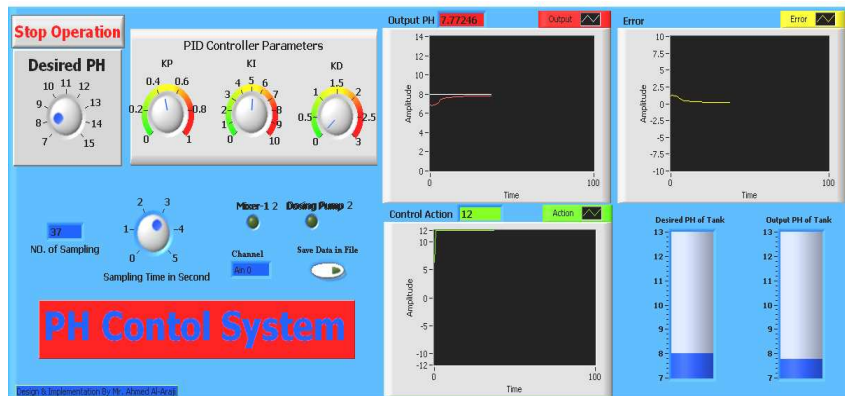 Stop Operation
Desired PH
10 11 12
9 13
8 14
7 15
PID Controller Parameters
KP
0.4 0.6
0.2 0.8
0 1
KI
4 5 6
3 7
2 8
1 9
0 10
KD
1.5
1 2
0.5 2.5
0 3
Output PH 7.77246 Output
14
12
10
8
6
4
2
0
Amplitude
0 100
Time
Error Error
10
7.5
5
2.5
0
-2.5
-5
-7.5
-10
Amplitude
0 100
Time
37
NO. of Sampling
2 3
1 4
0 5
Sampling Time in Second
Mixer-1 2
Dosing Pump 2
Channel
Ain 0
Save Data in File
PH Contol System
Design & Implementation By Mr. Ahmed Al-Araji
Control Action 12 Action
12
10
5
0
-5
-10
-12
Amplitude
0 100
Time
Desired PH of Tank
13
12
11
10
9
8
7
Output PH of Tank
13
12
11
10
9
8
7